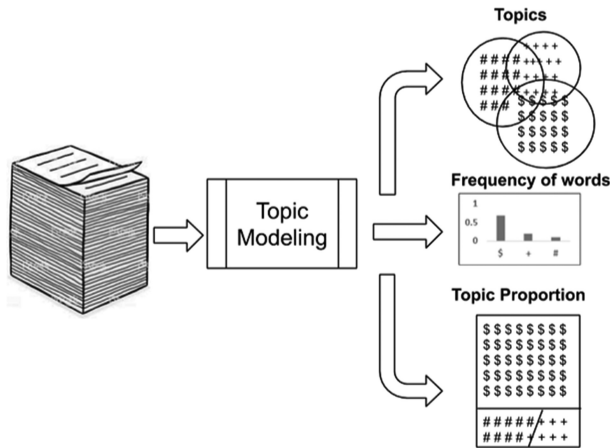 Topics
# # # # + + + +
# # # # + + + + +
# # # # + + + +
# # # # + + + +
# # #
$ $ $ $ $
$ $ $ $ $
$ $ $ $ $
$ $ $ $ $
Topic
Modeling
Frequency of words
1
0.5
0
$ + #
Topic Proportion
$ $ $ $ $ $ $ $
$ $ $ $ $ $ $ $
$ $ $ $ $ $ $ $
$ $ $ $ $ $ $ $
$ $ $ $ $ $ $ $
# # # # # + + +
# # # # + + + +